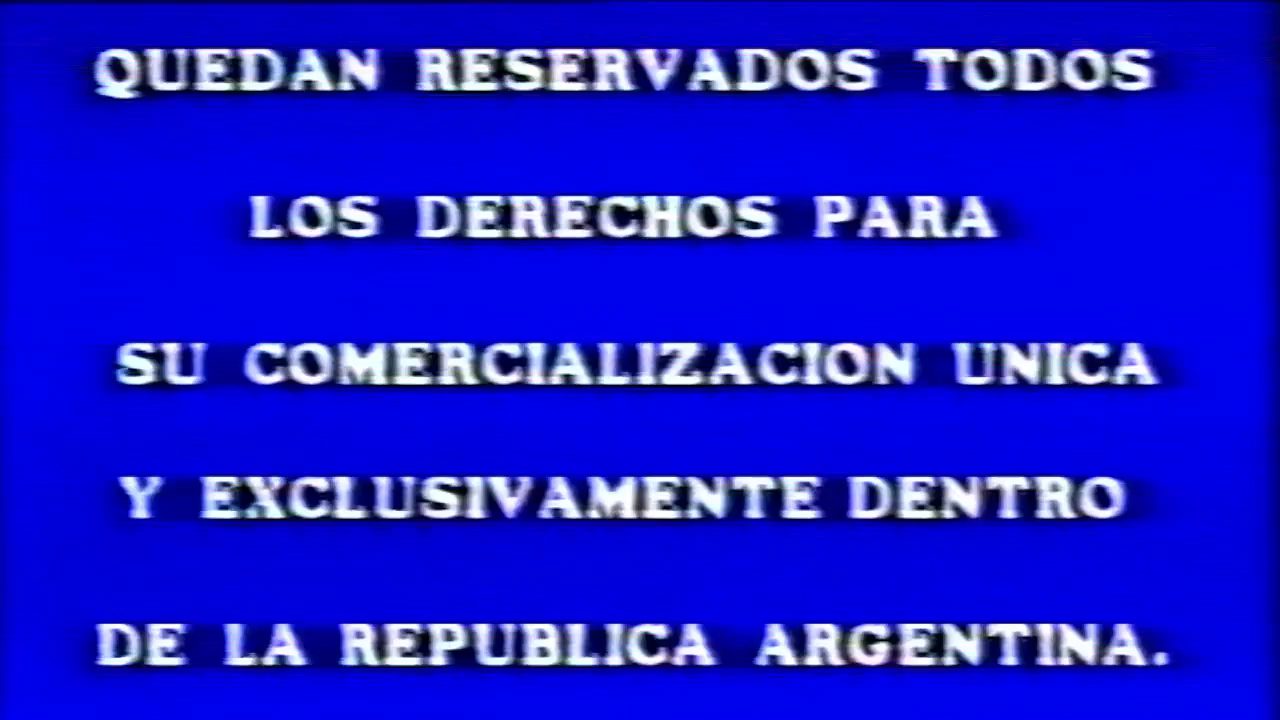 QUEDAN RESERVADOS TODOS
LOS DERECHOS PARA
SU COMERCIALIZACION UNICA
Y EXCLUSIVAMENTE DENTRO
DE LA REPUBLICA ARGENTINA.